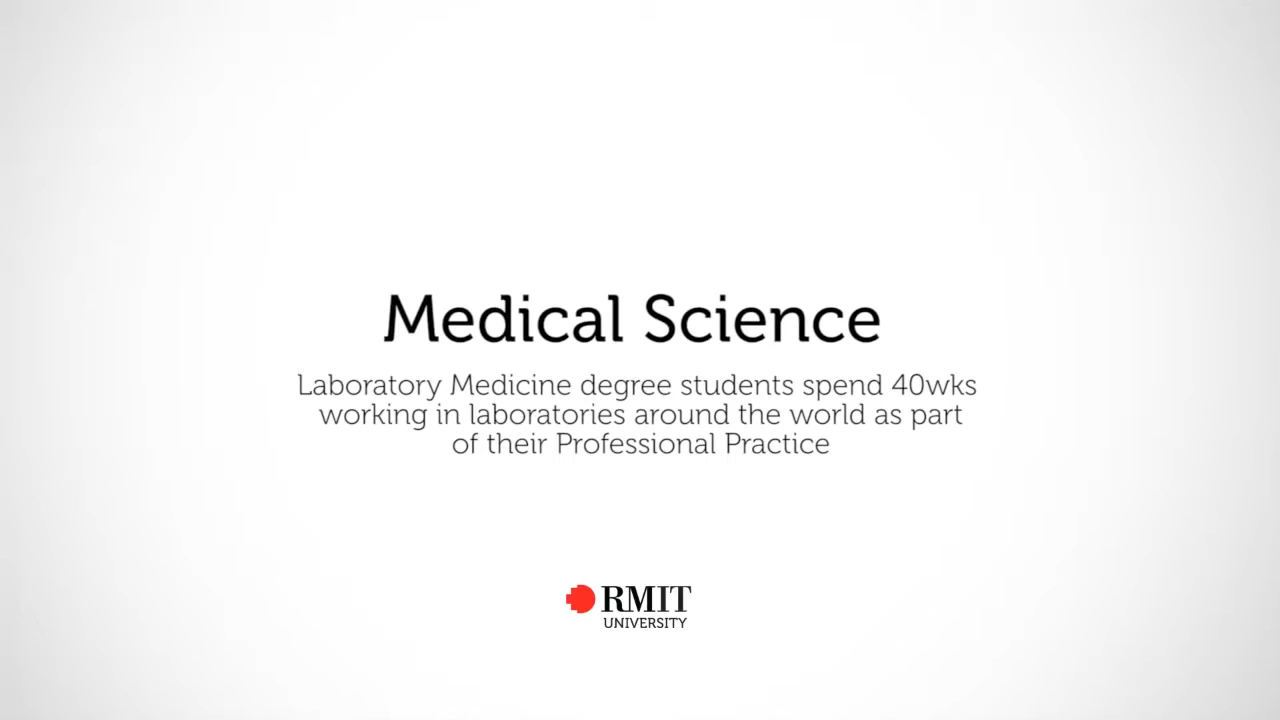 Medical Science
Laboratory Medicine degree students spend 40wks
working in laboratories around the world as part
of their Professional Practice
RMIT
UNIVERSITY